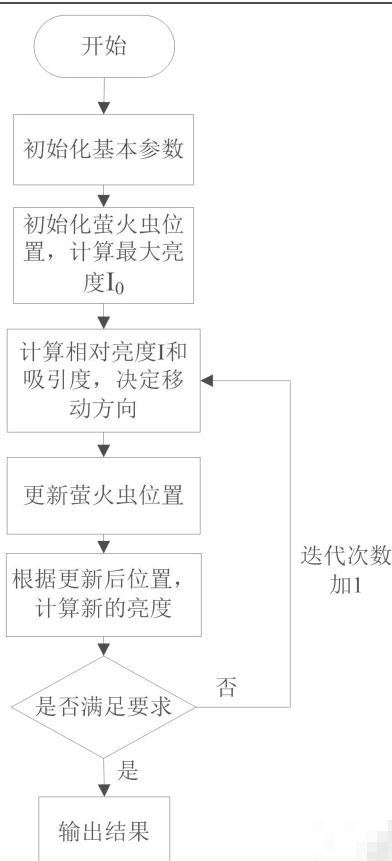 开始
初始化基本参数
初始化萤火虫位
置，计算最大亮
度I₀
计算相对亮度I和
吸引度，决定移
动方向
更新萤火虫位置
根据更新后位置，
计算新的亮度
迭代次数
加1
是否满足要求
否
是
输出结果